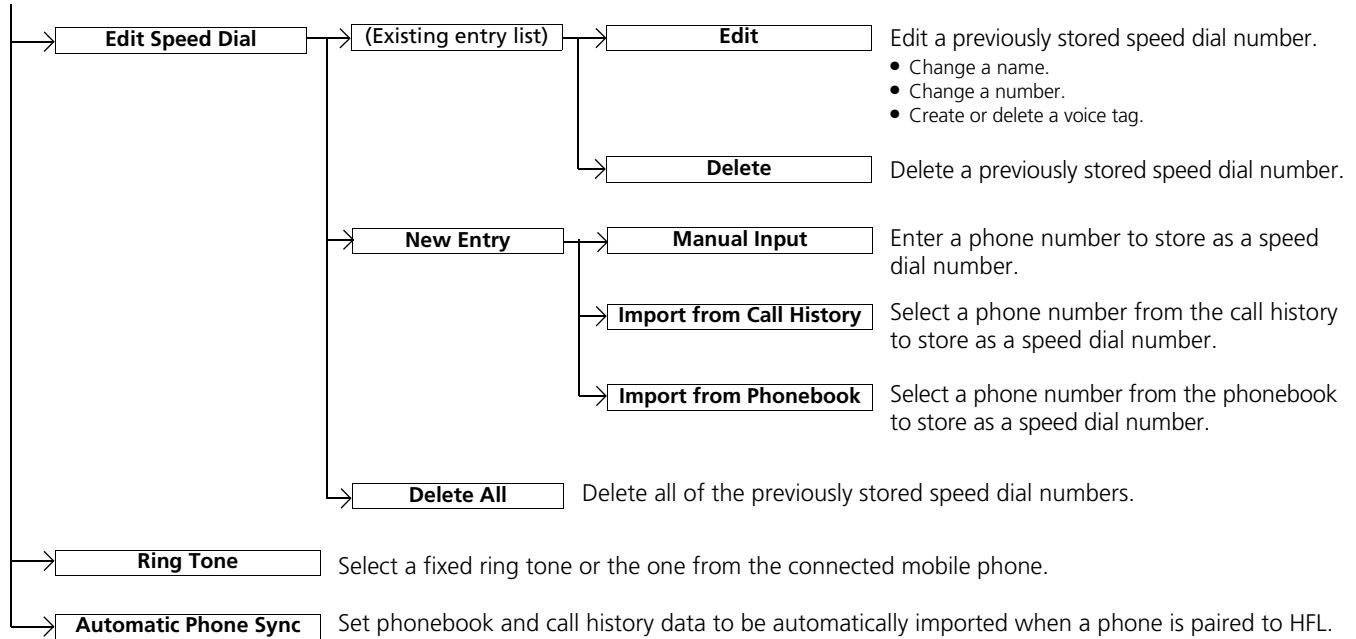 Edit Speed Dial
(Existing entry list)
Edit
Edit a previously stored speed dial number.
● Change a name.
● Change a number.
● Create or delete a voice tag.
Delete
Delete a previously stored speed dial number.
New Entry
Manual Input
Enter a phone number to store as a speed
dial number.
Import from Call History
Select a phone number from the call history
to store as a speed dial number.
Import from Phonebook
Select a phone number from the phonebook
to store as a speed dial number.
Delete All
Delete all of the previously stored speed dial numbers.
Ring Tone
Select a fixed ring tone or the one from the connected mobile phone.
Automatic Phone Sync
Set phonebook and call history data to be automatically imported when a phone is paired to HFL.